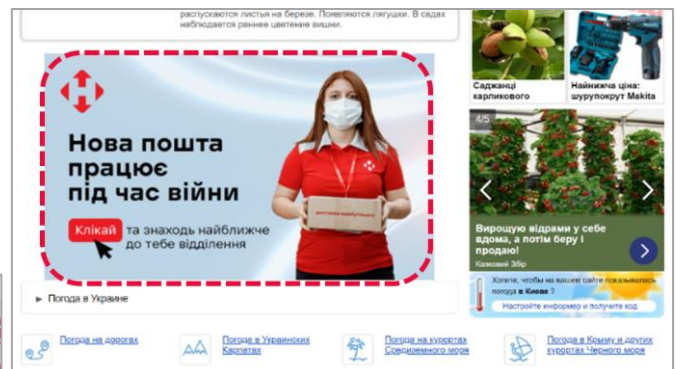 распускаются листья на березе. Появляются лягушки. В садах
наблюдается раннее цветение вишни.
Нова пошта
працює
під час війни
Клікай та знаходь найближче
до тебе відділення
Саджанці
карликового
Найнижча ціна:
шурупокрут Makita
4/5
Вирощую відрами у себе
вдома, а потім беру і
продаю!
Казковий Збір
Хотите, чтобы на вашем сайте показывалась
погода в Киеве ?
Настройте информер и получите код
► Погода в Украине
Погода на дорогах
Погода в Украинских
Карпатах
Погода на курортах
Средиземного моря
Погода в Крыму и других
курортах Черного моря